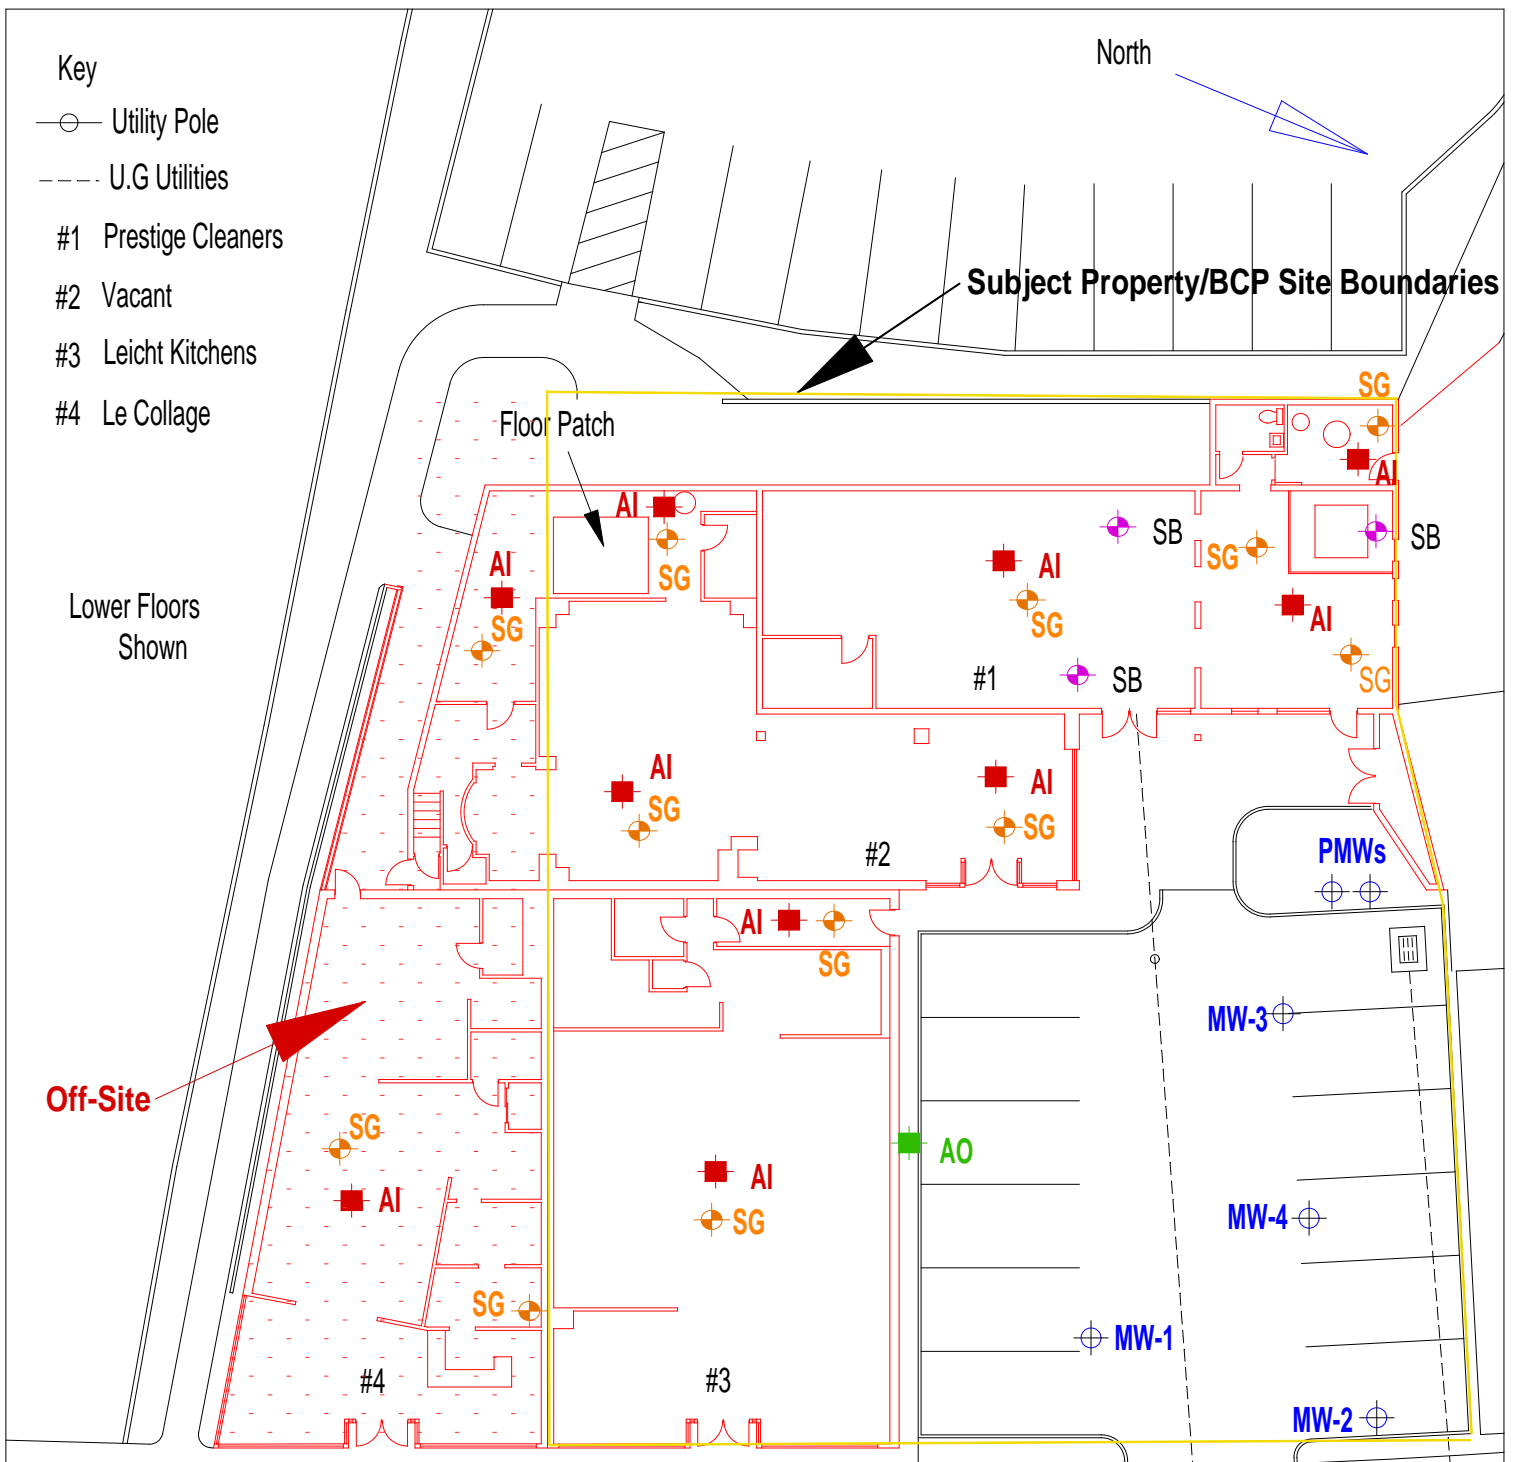 Key
Utility Pole
U.G Utilities
#1 Prestige Cleaners
#2 Vacant
#3 Leicht Kitchens
#4 Le Collage
North
Subject Property/BCP Site Boundaries
Floor Patch
Lower Floors
Shown
SG
AI
AI
SG
SB
SB
AI
SG
AI
SG
AI
SG
AI
SG
#1
SB
SG
AI
SG
AI
SG
#2
PMWs
AI
SG
MW-3
Off-Site
SG
AI
AO
AI
SG
MW-4
SG
MW-1
#4
#3
MW-2